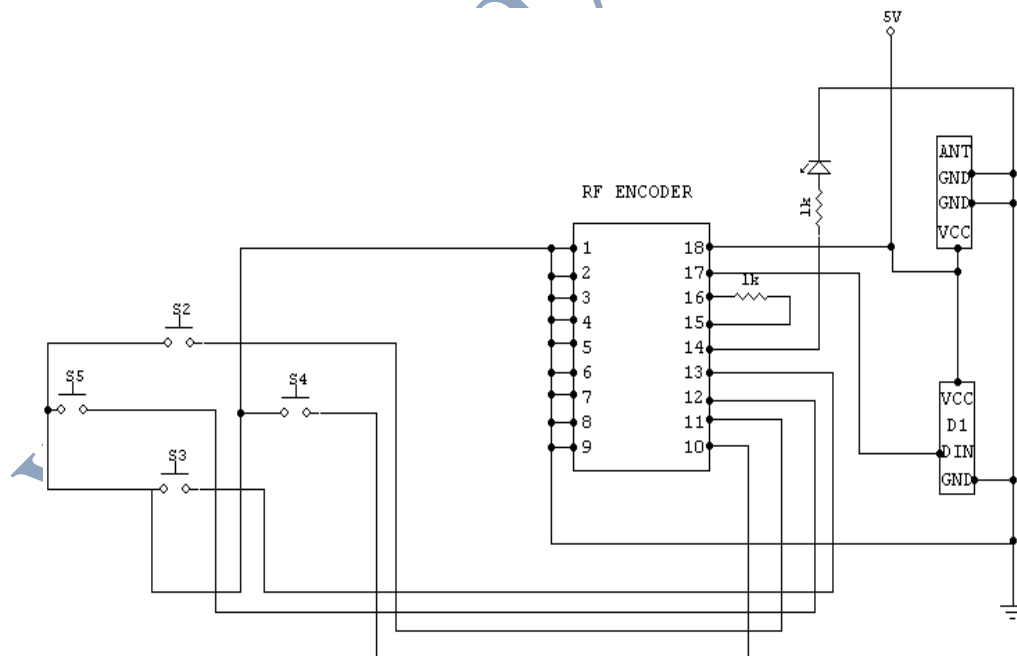 5V
ANT
GND
GND
VCC
1k
RF ENCODER
1
2
3
4
5
6
7
8
9
18
17
16
15
14
13
12
11
10
1k
S2
S5
S4
S3
VCC
D1
DIN
GND